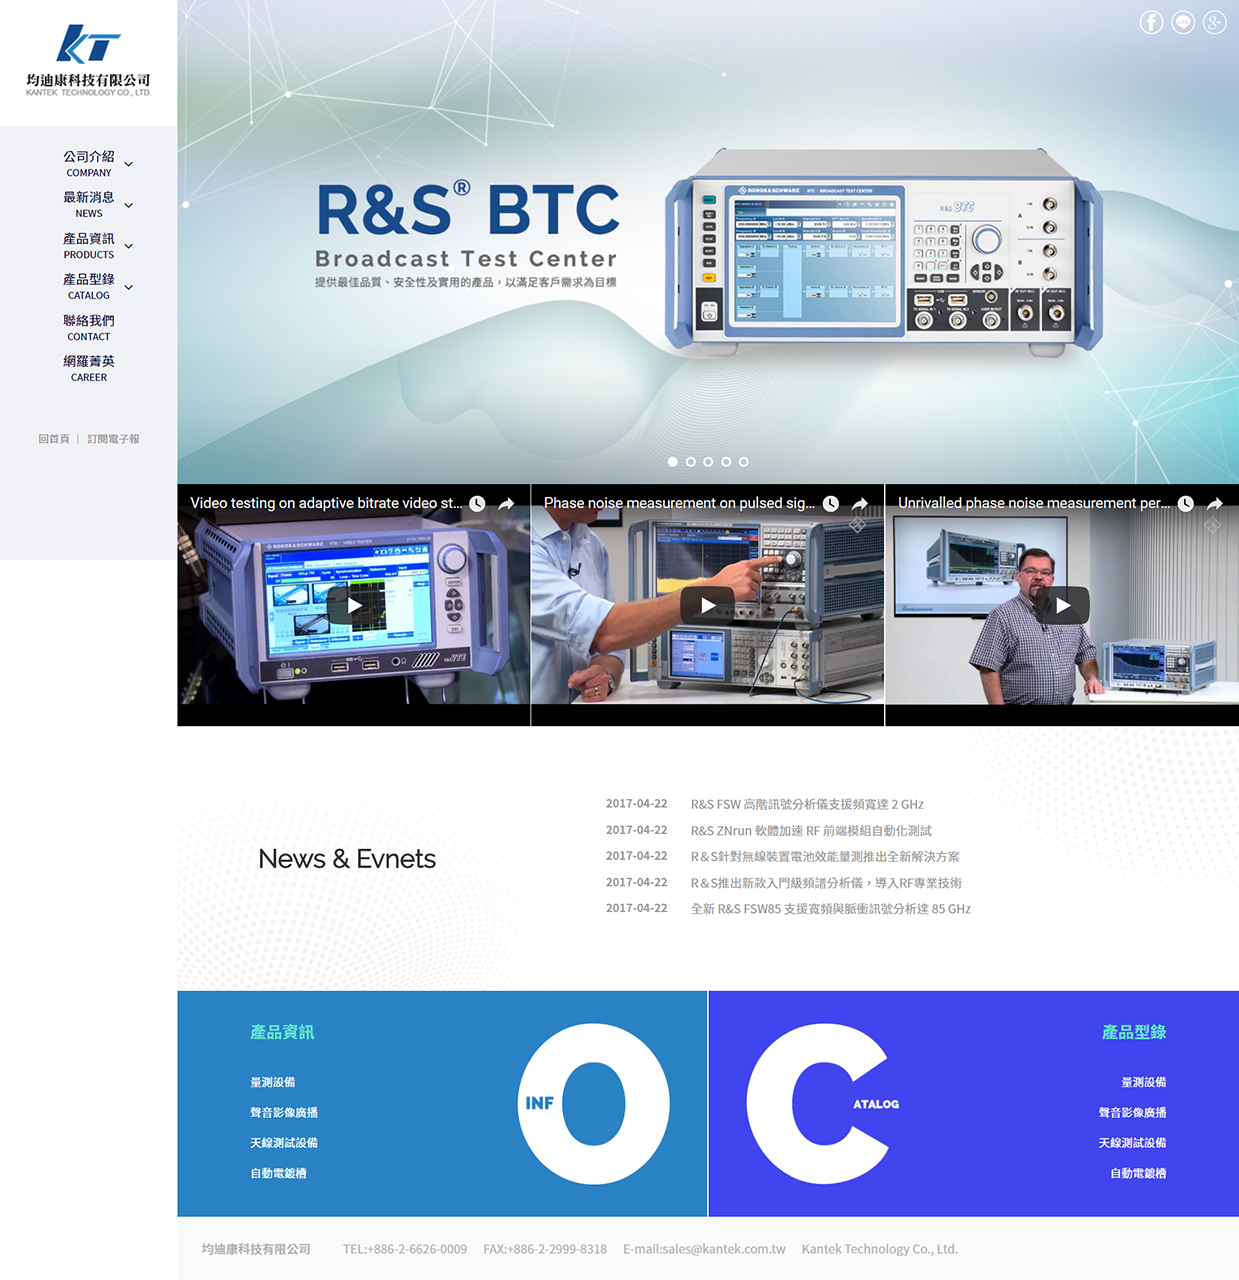 KT
均迪康科技有限公司
KANTEK TECHNOLOGY CO., LTD.
公司介紹
COMPANY
最新消息
NEWS
產品資訊
PRODUCTS
產品型錄
CATALOG
聯絡我們
CONTACT
網羅菁英
CAREER
回首頁 | 訂閱電子報
R&S® BTC
Broadcast Test Center
提供最佳品質、安全性及實用的產品，以滿足客戶需求為目標
ROHDE&SCHWARZ BTC · BROADCAST TEST CENTER
R&S BTC
Video testing on adaptive bitrate video st...
Phase noise measurement on pulsed sig...
Unrivalled phase noise measurement per...
ROHDE&SCHWARZ VTC · VIDEO TESTER
News & Evnets
2017-04-22 R&S FSW 高階訊號分析儀支援頻寬達 2 GHz
2017-04-22 R&S ZNrun 軟體加速 RF 前端模組自動化測試
2017-04-22 R＆S針對無線裝置電池效能量測推出全新解決方案
2017-04-22 R＆S推出新款入門級頻譜分析儀，導入RF專業技術
2017-04-22 全新 R&S FSW85 支援寬頻與脈衝訊號分析達 85 GHz
產品資訊
量測設備
聲音影像廣播
天線測試設備
自動電鍍槽
INFO
CATALOG
產品型錄
量測設備
聲音影像廣播
天線測試設備
自動電鍍槽
均迪康科技有限公司 TEL:+886-2-6626-0009 FAX:+886-2-2999-8318 E-mail:sales@kantek.com.tw Kantek Technology Co., Ltd.